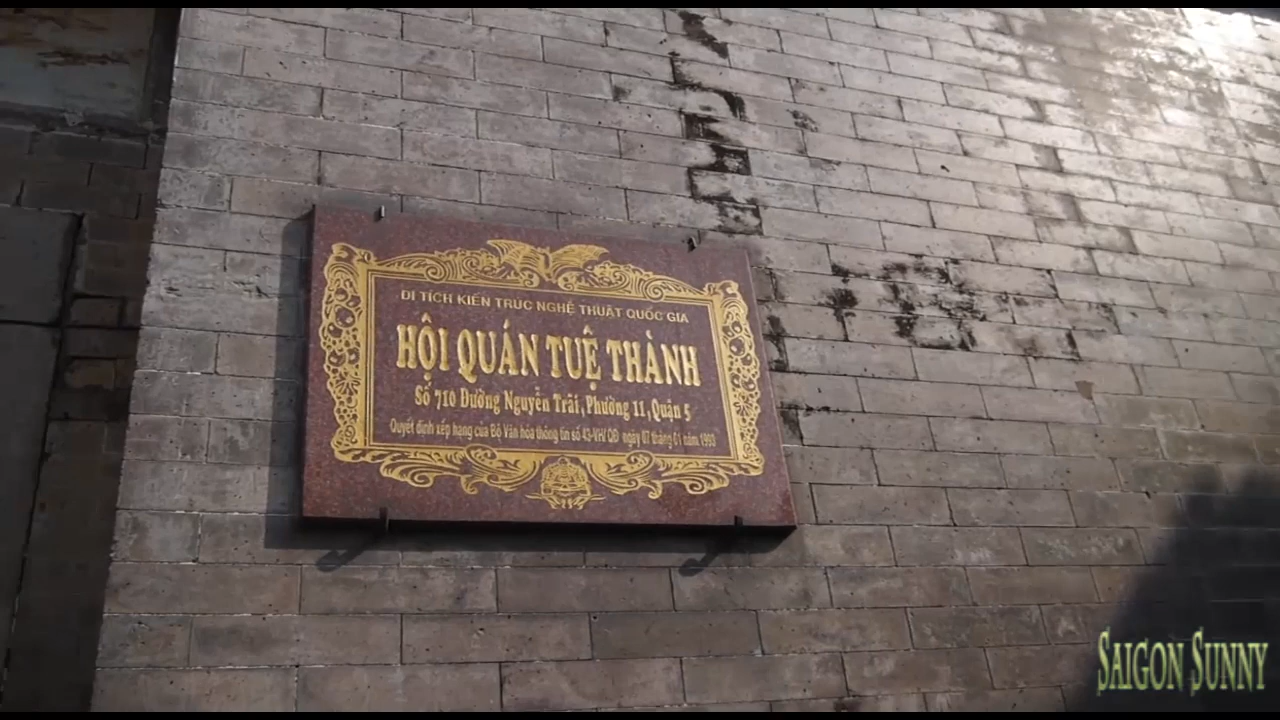 DI TÍCH KIẾN TRÚC NGHỆ THUẬT QUỐC GIA
HỘI QUÁN TUỆ THÀNH
Số 710 Đường Nguyễn Trãi, Phường 11, Quận 5
Quyết định xếp hạng của Bộ Văn hóa thông tin số 43-VH/ QĐ ngày 07 tháng 01 năm 1993
SAIGON SUNNY